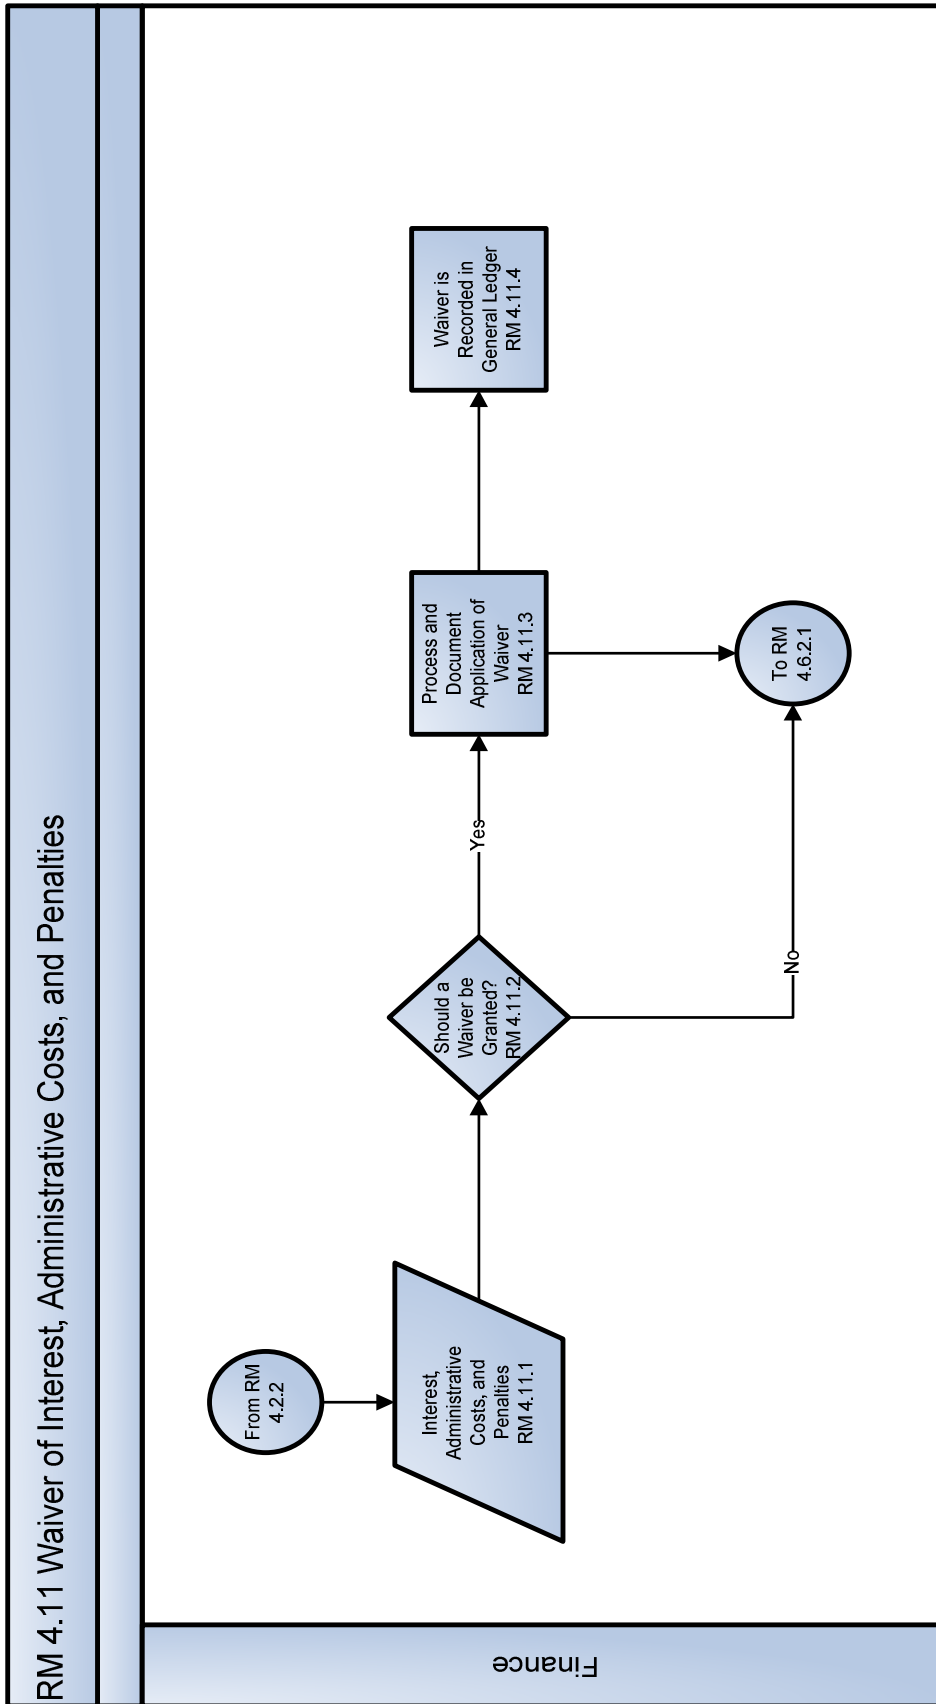 RM 4.11 Waiver of Interest, Administrative Costs, and Penalties
Finance
From RM
4.2.2
Interest,
Administrative
Costs, and
Penalties
RM 4.11.1
Should a
Waiver be
Granted?
RM 4.11.2
Yes
No
Process and
Document
Application of
Waiver
RM 4.11.3
To RM
4.6.2.1
Waiver is
Recorded in
General Ledger
RM 4.11.4